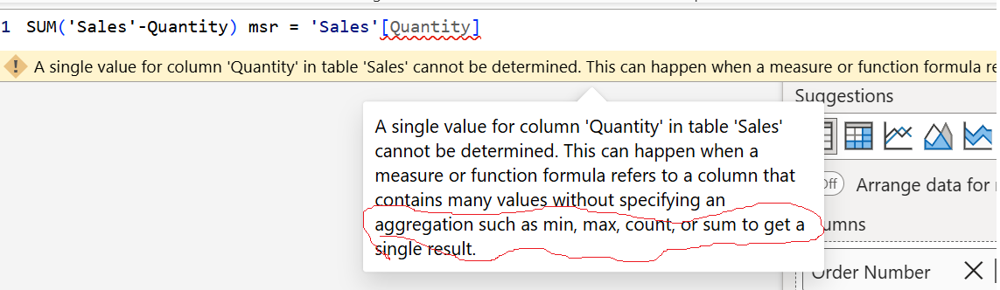 1 SUM('Sales'-Quantity) msr = 'Sales'[Quantity]
! A single value for column 'Quantity' in table 'Sales' cannot be determined. This can happen when a measure or function formula re
Suggestions
A single value for column 'Quantity' in table 'Sales'
cannot be determined. This can happen when a
measure or function formula refers to a column that
contains many values without specifying an
aggregation such as min, max, count, or sum to get a
single result.
Arrange data for
Order Number